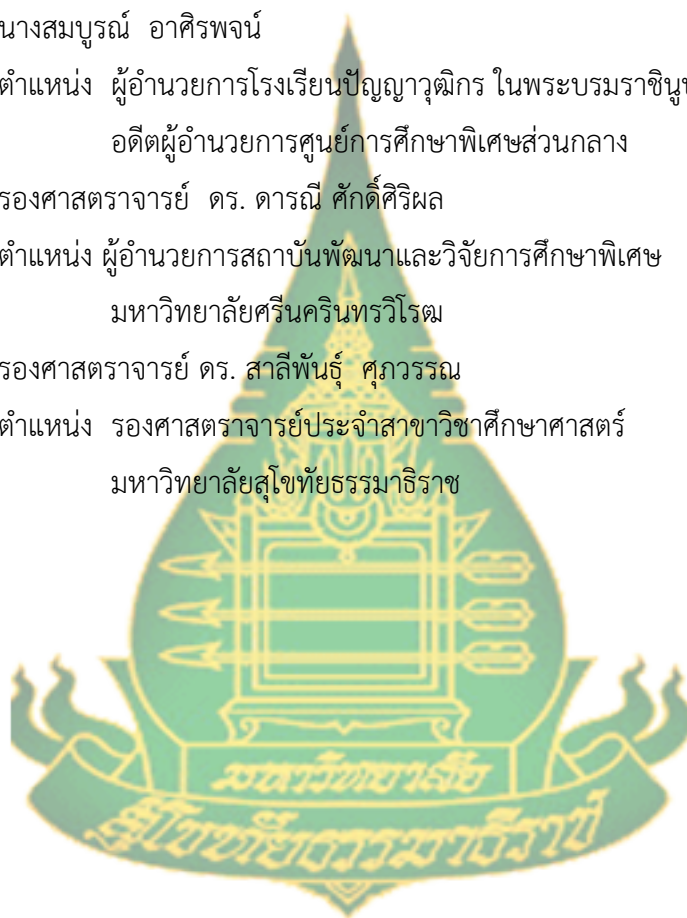 นางสมบูรณ์ อาศิรพจน์
ตำแหน่ง ผู้อำนวยการโรงเรียนปัญญาวุฒิกร ในพระบรมราชินูป
อดีตผู้อำนวยการศูนย์การศึกษาพิเศษส่วนกลาง
รองศาสตราจารย์ ดร. ดารณี ศักดิ์ศิริผล
ตำแหน่ง ผู้อำนวยการสถาบันพัฒนาและวิจัยการศึกษาพิเศษ
มหาวิทยาลัยศรีนครินทรวิโรฒ
รองศาสตราจารย์ ดร. สาลีพันธุ์ ศุภวรรณ
ตำแหน่ง รองศาสตราจารย์ประจำสาขาวิชาศึกษาศาสตร์
มหาวิทยาลัยสุโขทัยธรรมาธิราช
มหาวิทยาลัย
สุโขทัยธรรมาธิราช